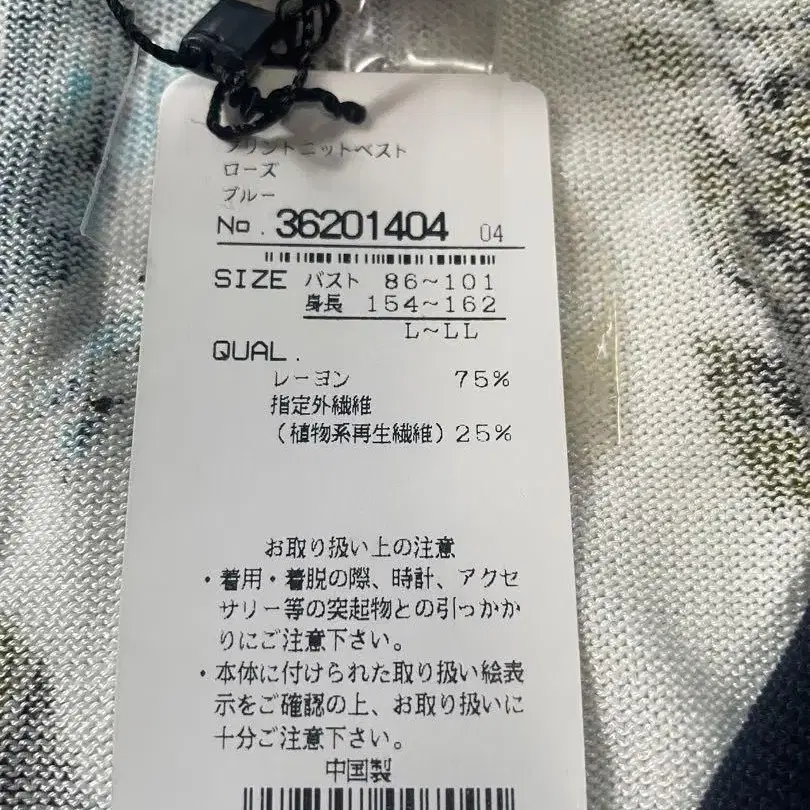 プリントニットベスト
ローズ
ブルー
No. 36201404 04
SIZE バスト 86~101
身長 154~162
L~LL
QUAL.
レーヨン 75%
指定外繊維
(植物系再生繊維)25%
お取り扱い上の注意
・着用・着脱の際、時計、アクセ
サリー等の突起物との引っかか
りにご注意下さい。
・本体に付けられた取り扱い絵表
示をご確認の上、お取り扱いに
十分ご注意下さい。
中国製